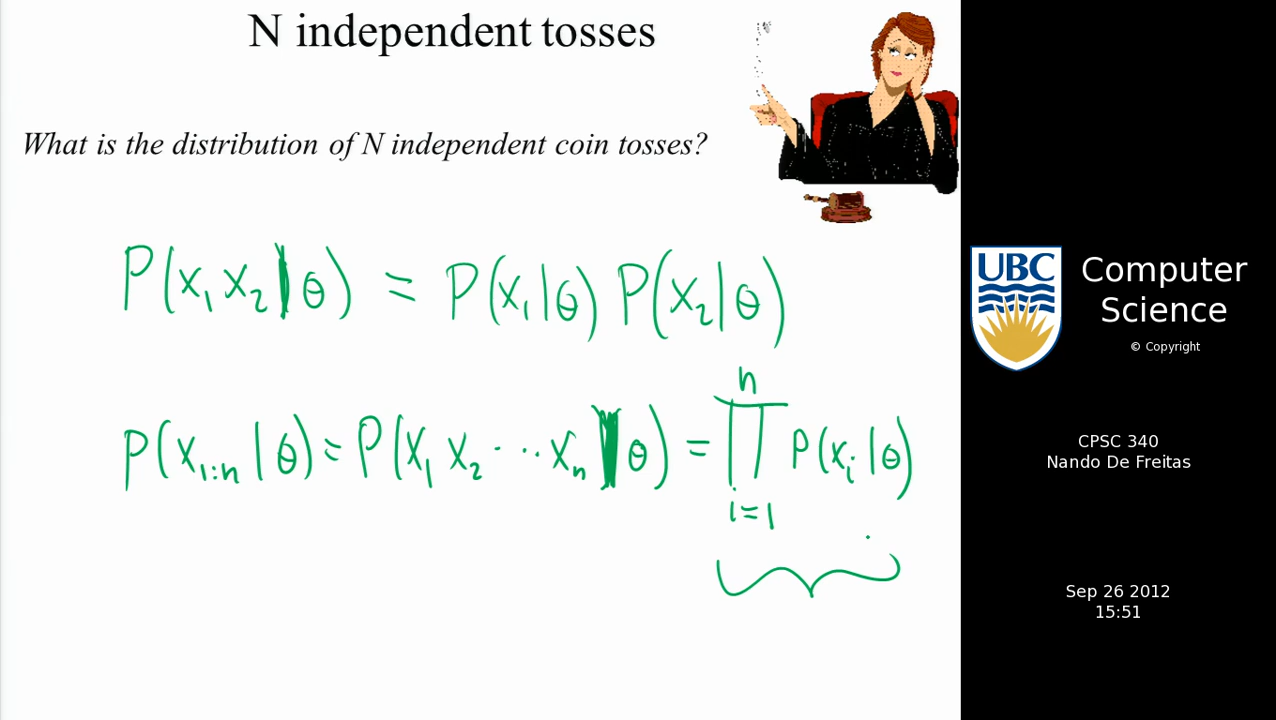 N independent tosses
What is the distribution of N independent coin tosses?
P(x₁ x₂ | θ) = P(x₁|θ) P(x₂|θ)
n
P(x₁:ₙ | θ) = P(x₁ x₂ ⋯ xₙ | θ) = ∏ P(xᵢ|θ)
i=1
UBC
Computer
Science
© Copyright
CPSC 340
Nando De Freitas
Sep 26 2012
15:51